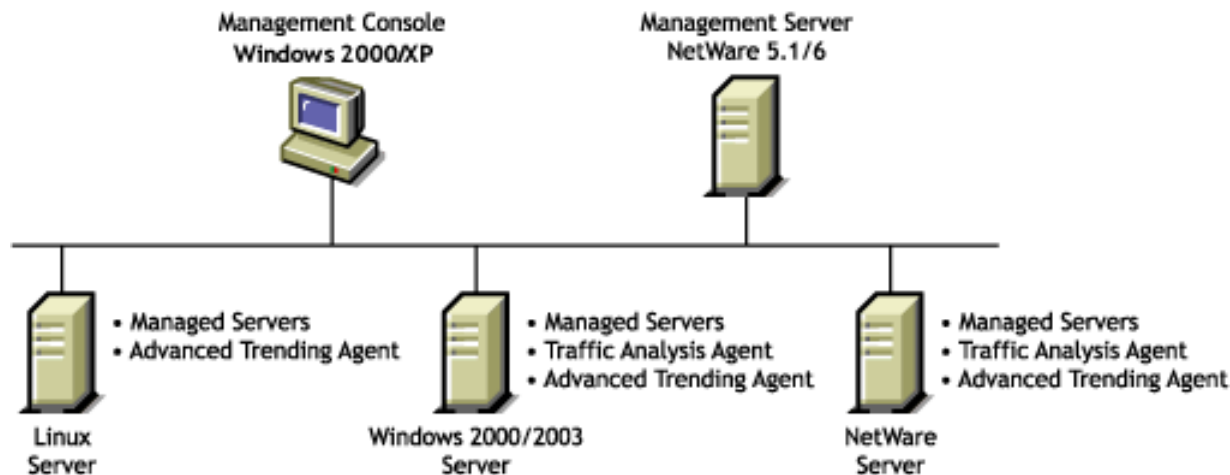 Management Console
Windows 2000/XP
Management Server
NetWare 5.1/6
• Managed Servers
• Advanced Trending Agent
Linux
Server
• Managed Servers
• Traffic Analysis Agent
• Advanced Trending Agent
Windows 2000/2003
Server
• Managed Servers
• Traffic Analysis Agent
• Advanced Trending Agent
NetWare
Server